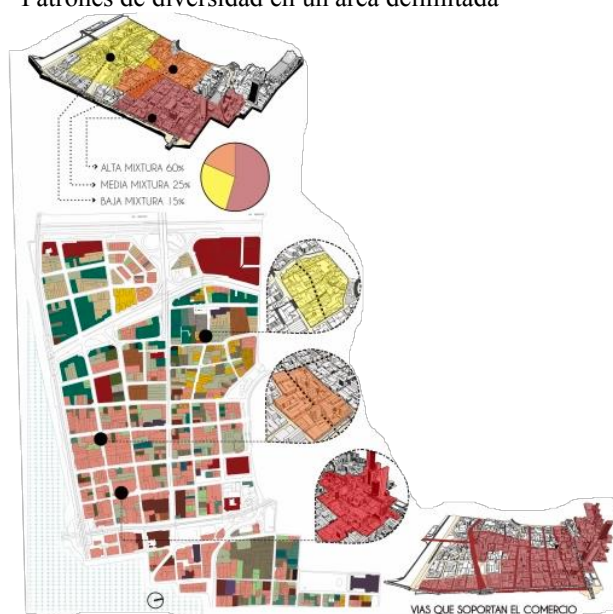 Patrones de diversidad en un área delimitada
ALTA MIXTURA 60%
MEDIA MIXTURA 25%
BAJA MIXTURA 15%
VIAS QUE SOPORTAN EL COMERCIO